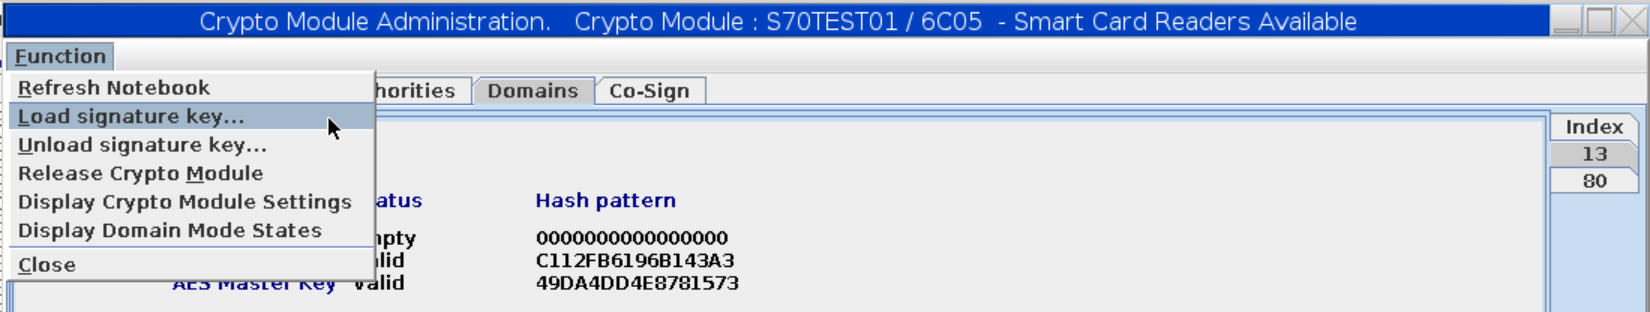 Crypto Module Administration. Crypto Module : S70TEST01 / 6C05 - Smart Card Readers Available
Function
Refresh Notebook
horities Domains Co-Sign
Load signature key...
Index
Unload signature key...
13
Release Crypto Module
80
Display Crypto Module Settings
atus Hash pattern
Display Domain Mode States
mpty 0000000000000000
Close
alid C112FB6196B143A3
AES Master Key Valid 49DA4DD4E8781573